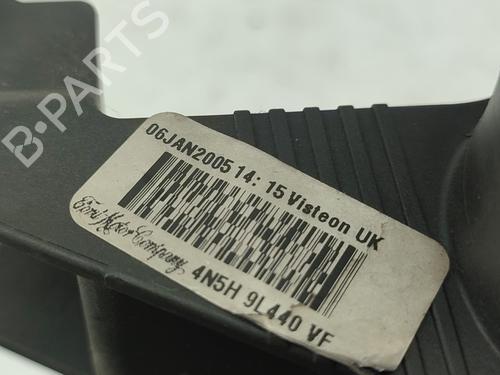 B-PARTS
06JAN2005 14: 15 Visteon UK
Ford Motor Company
4N5H 9L440 VF